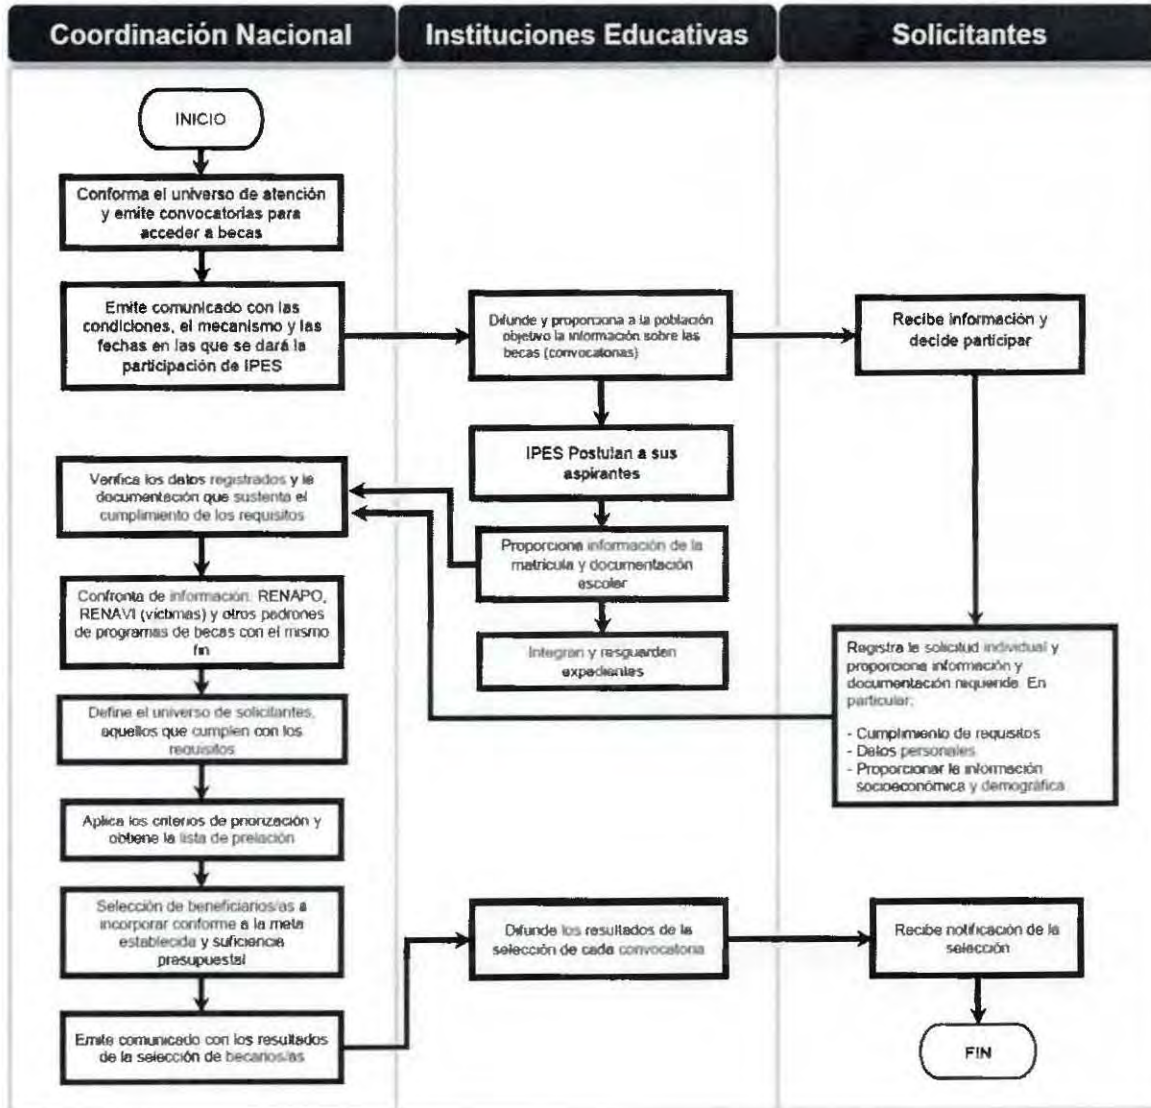 Coordinación Nacional
Instituciones Educativas
Solicitantes
INICIO
Conforma el universo de atención
y emite convocatorias para
acceder a becas
Emite comunicado con las
condiciones, el mecanismo y las
fechas en las que se dará la
participación de IPES
Difunde y proporciona a la población
objetivo la información sobre las
becas (convocatorias)
Recibe información y
decide participar
IPES Postulan a sus
aspirantes
Verifica los datos registrados y la
documentación que sustenta el
cumplimiento de los requisitos
Proporciona información de la
matrícula y documentación
escolar
Confronta de información: RENAPO,
RENAVI (víctimas) y otros padrones
de programas de becas con el mismo
fin
Integran y resguardan
expedientes
Registra la solicitud individual y
proporciona información y
documentación requerida. En
particular:
- Cumplimiento de requisitos
- Datos personales
- Proporcionar la información
socioeconómica y demográfica
Define el universo de solicitantes,
aquellos que cumplen con los
requisitos
Aplica los criterios de priorización y
obtiene la lista de prelación
Selección de beneficiarios/as a
incorporar conforme a la meta
establecida y suficiencia
presupuestal
Difunde los resultados de la
selección de cada convocatoria
Recibe notificación de la
selección
Emite comunicado con los resultados
de la selección de becarios/as
FIN